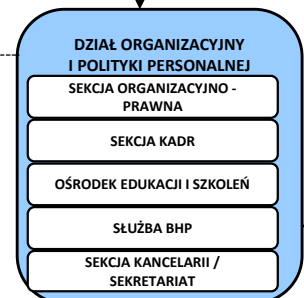 DZIAŁ ORGANIZACYJNY
I POLITYKI PERSONALNEJ
SEKCJA ORGANIZACYJNO -
PRAWNA
SEKCJA KADR
OŚRODEK EDUKACJI I SZKOLEŃ
SŁUŻBA BHP
SEKCJA KANCELARII /
SEKRETARIAT